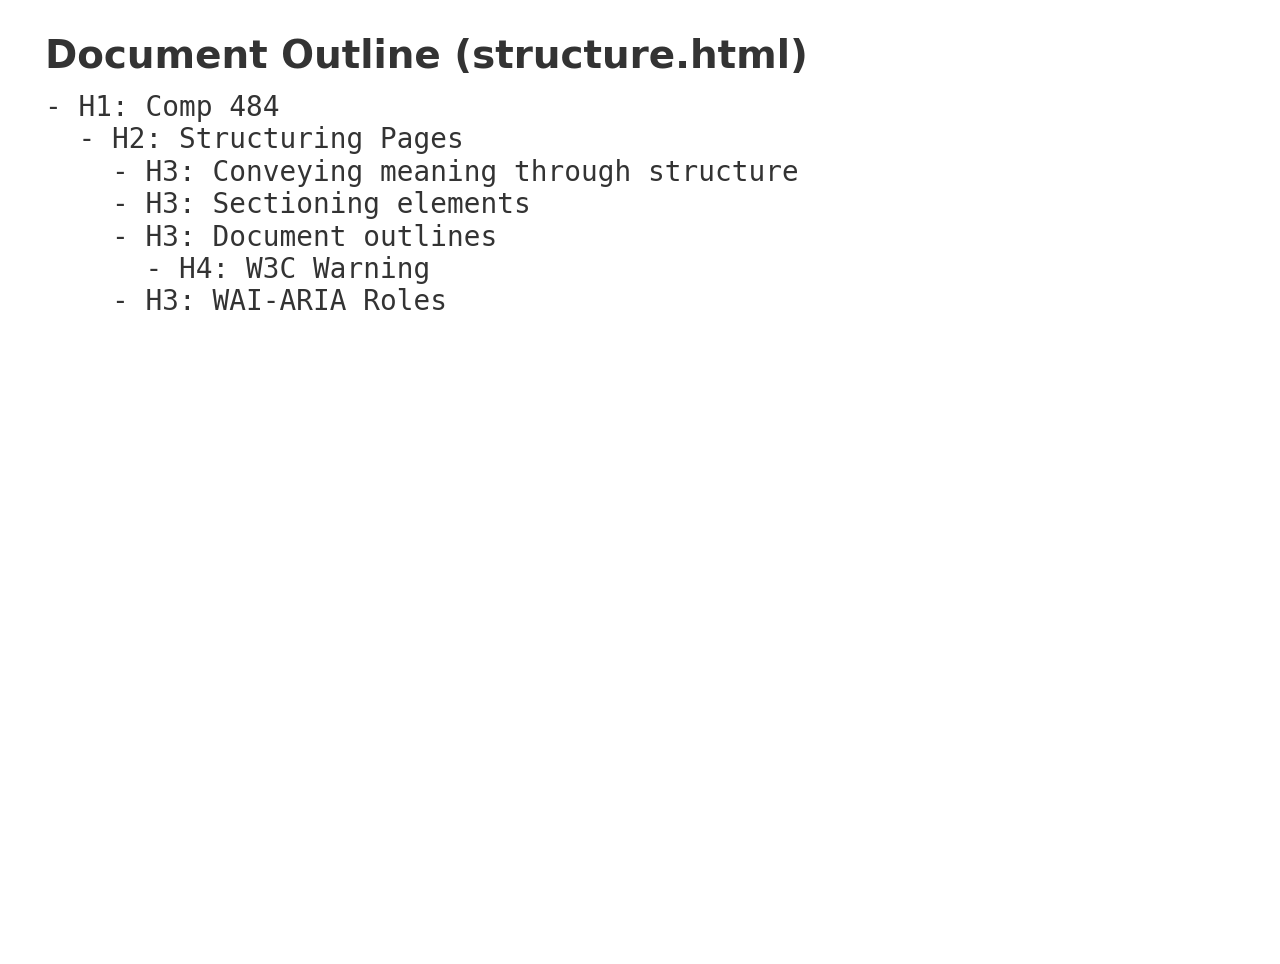 Document Outline (structure.html)
- H1: Comp 484
  - H2: Structuring Pages
    - H3: Conveying meaning through structure
    - H3: Sectioning elements
    - H3: Document outlines
      - H4: W3C Warning
    - H3: WAI-ARIA Roles